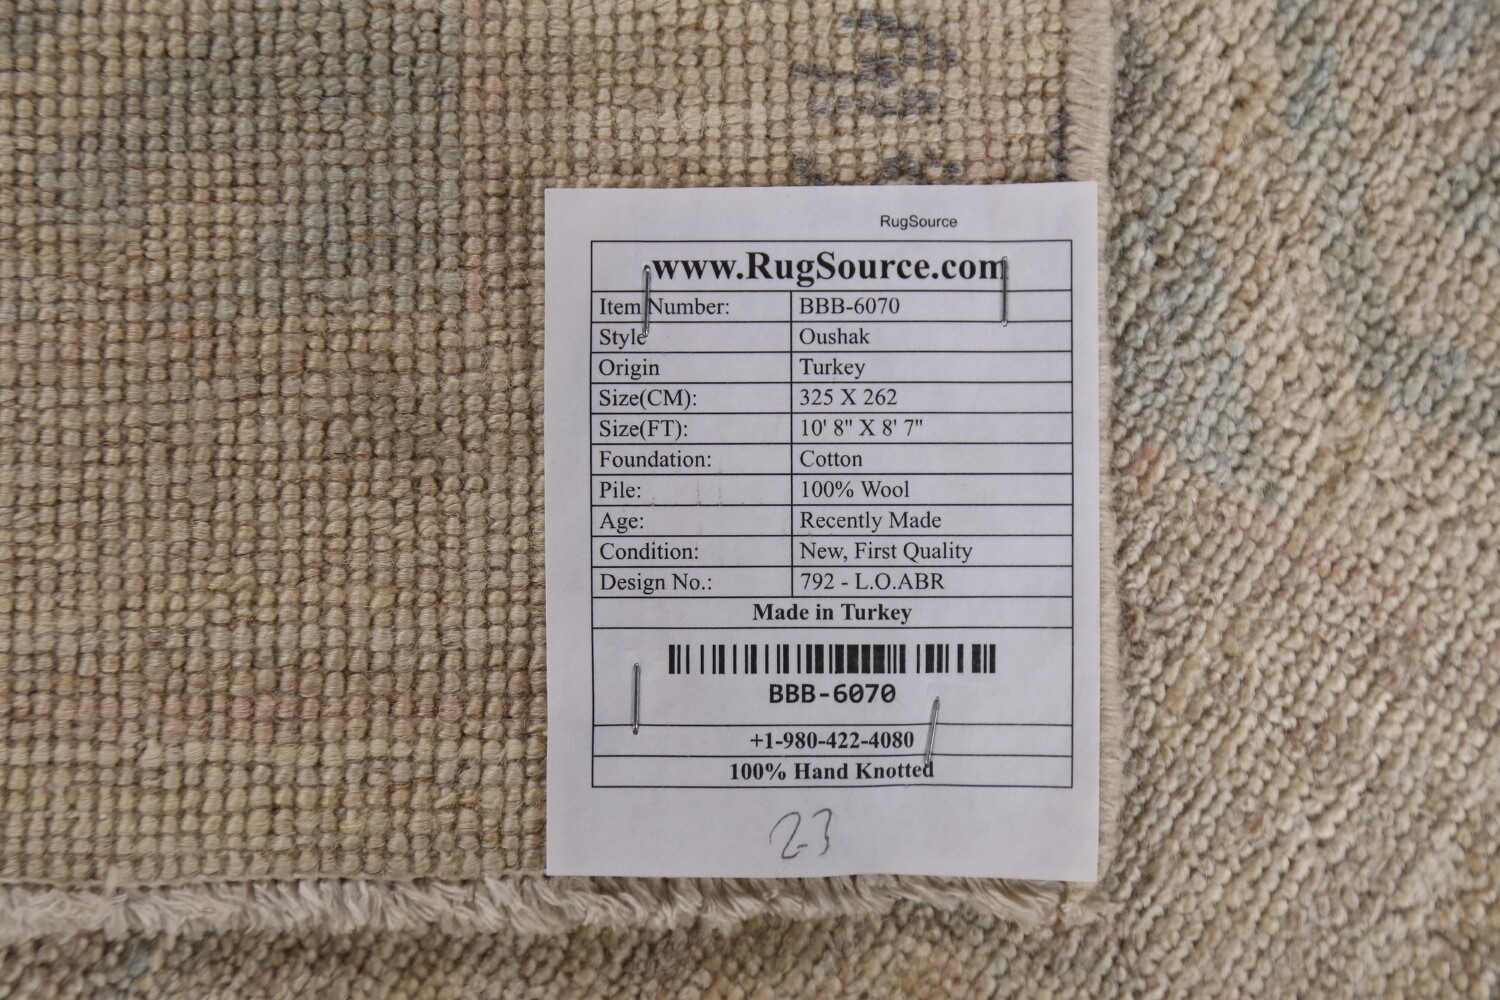 RugSource
www.RugSource.com
Item Number: BBB-6070
Style Oushak
Origin Turkey
Size(CM): 325 X 262
Size(FT): 10' 8" X 8' 7"
Foundation: Cotton
Pile: 100% Wool
Age: Recently Made
Condition: New, First Quality
Design No.: 792 - L.O.ABR
Made in Turkey
BBB-6070
+1-980-422-4080
100% Hand Knotted
23